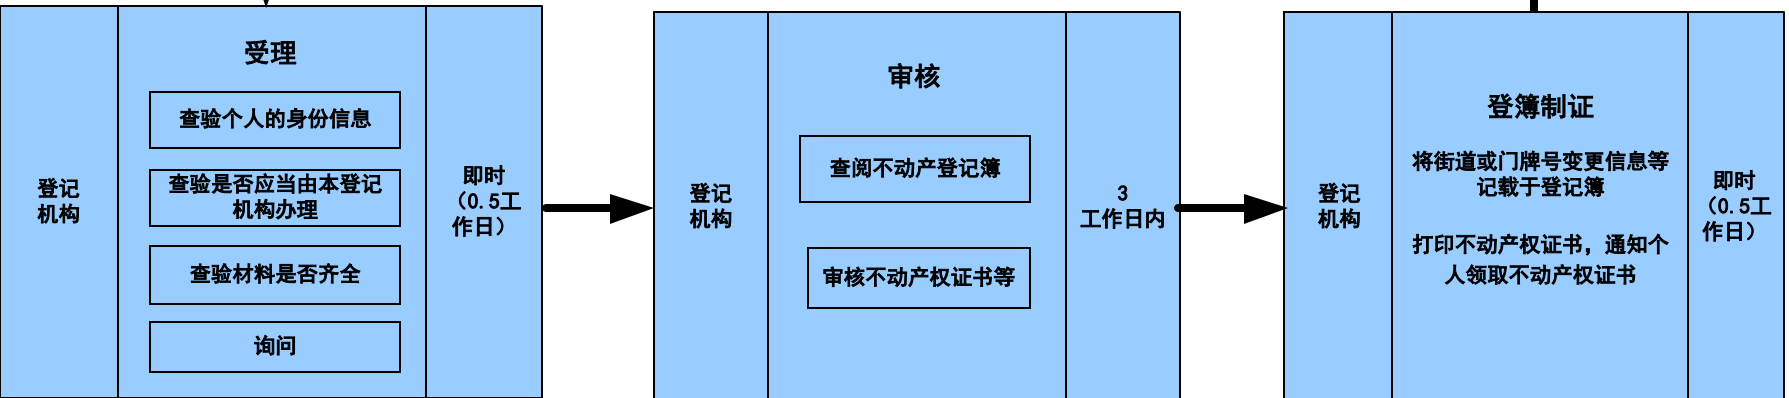 登记
机构
受理
查验个人的身份信息
查验是否应当由本登记
机构办理
查验材料是否齐全
询问
即时
（0.5工
作日）
登记
机构
审核
查阅不动产登记簿
审核不动产权证书等
3
工作日内
登记
机构
登簿制证
将街道或门牌号变更信息等
记载于登记簿
打印不动产权证书，通知个
人领取不动产权证书
即时
（0.5工
作日）